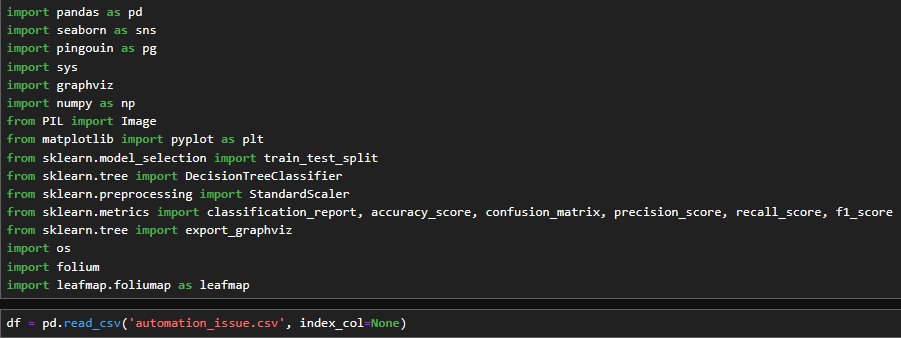 import pandas as pd
import seaborn as sns
import pingouin as pg
import sys
import graphviz
import numpy as np
from PIL import Image
from matplotlib import pyplot as plt
from sklearn.model_selection import train_test_split
from sklearn.tree import DecisionTreeClassifier
from sklearn.preprocessing import StandardScaler
from sklearn.metrics import classification_report, accuracy_score, confusion_matrix, precision_score, recall_score, f1_score
from sklearn.tree import export_graphviz
import os
import folium
import leafmap.foliumap as leafmap
df = pd.read_csv('automation_issue.csv', index_col=None)